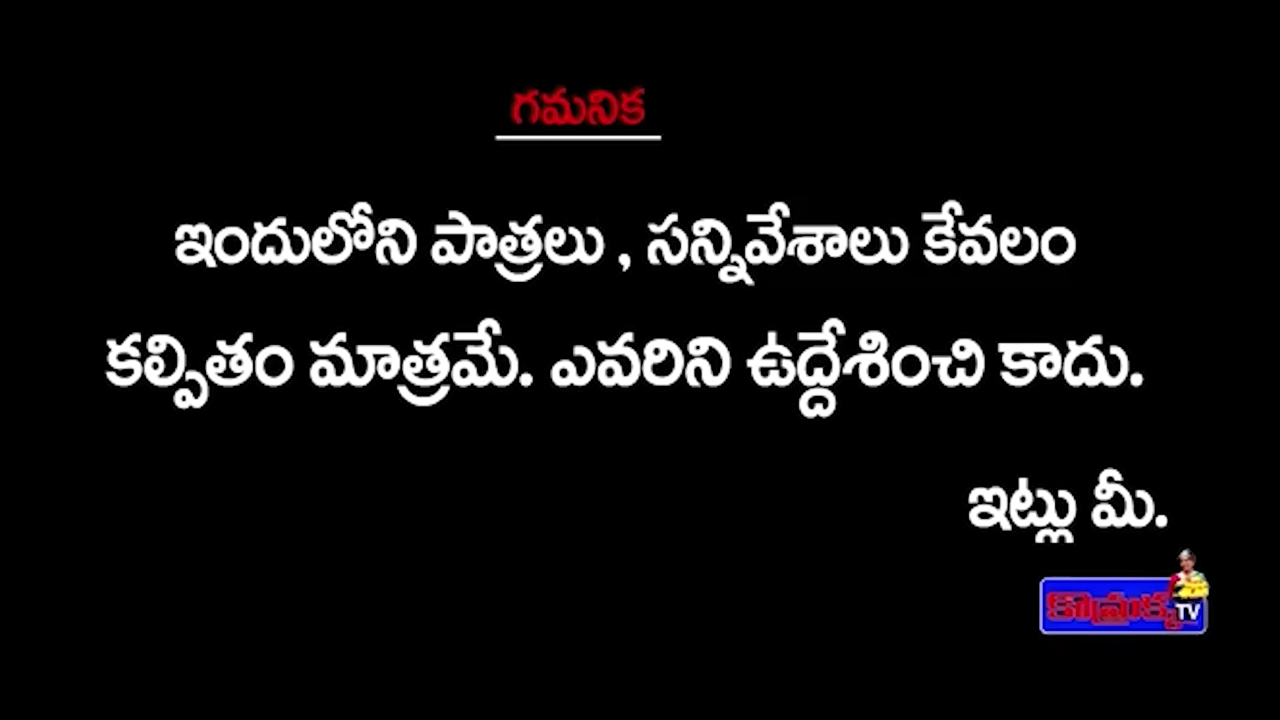 గమనిక
ఇందులోని పాత్రలు , సన్నివేశాలు కేవలం
కల్పితం మాత్రమే. ఎవరిని ఉద్దేశించి కాదు.
ఇట్లు మీ.
TV